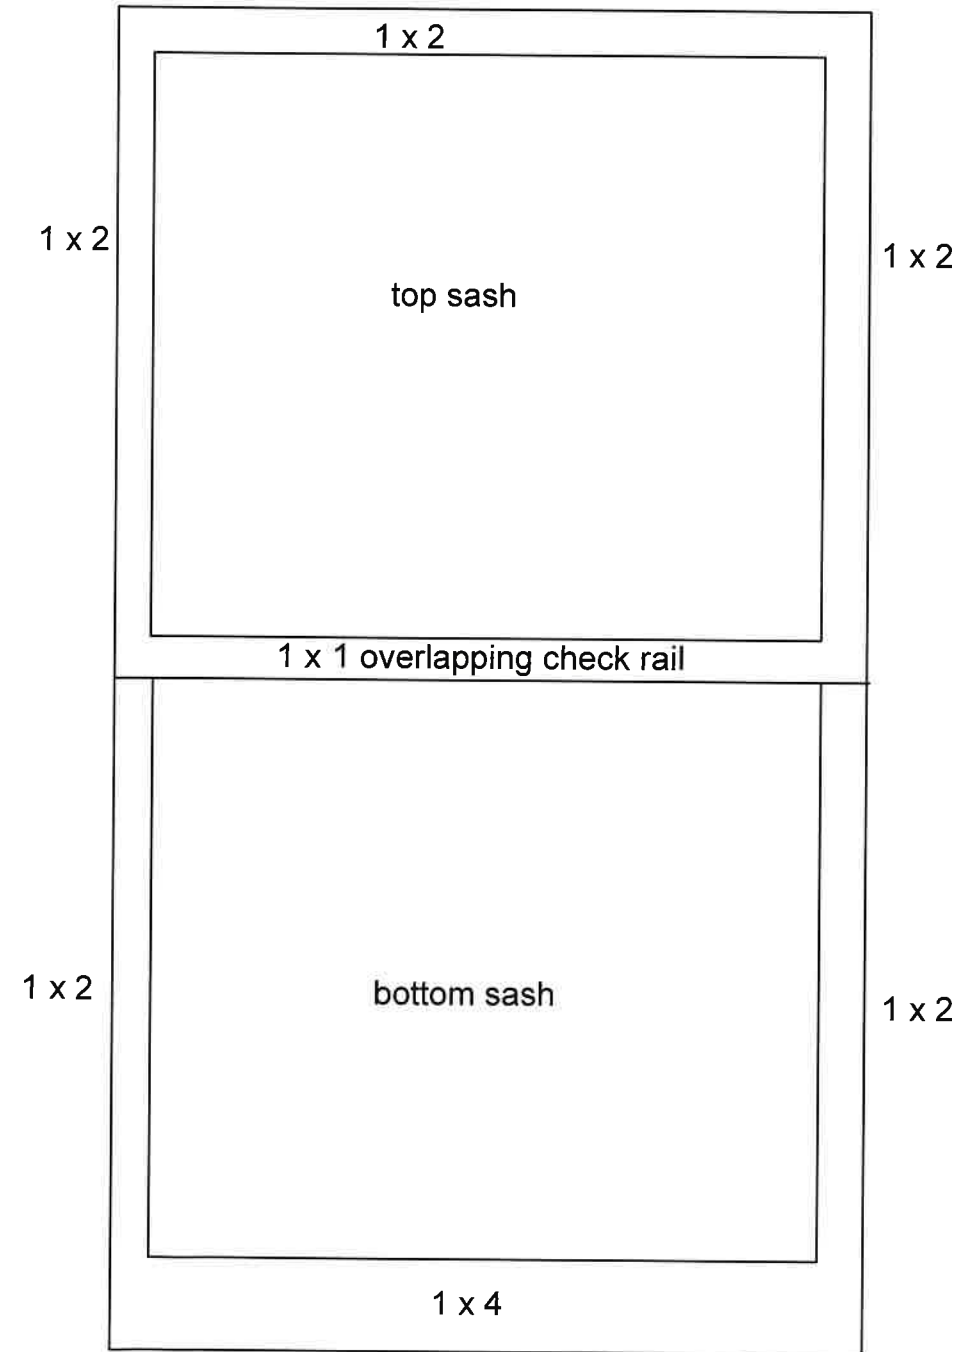 1 x 2
1 x 2
1 x 2
top sash
1 x 1 overlapping check rail
1 x 2
bottom sash
1 x 2
1 x 4